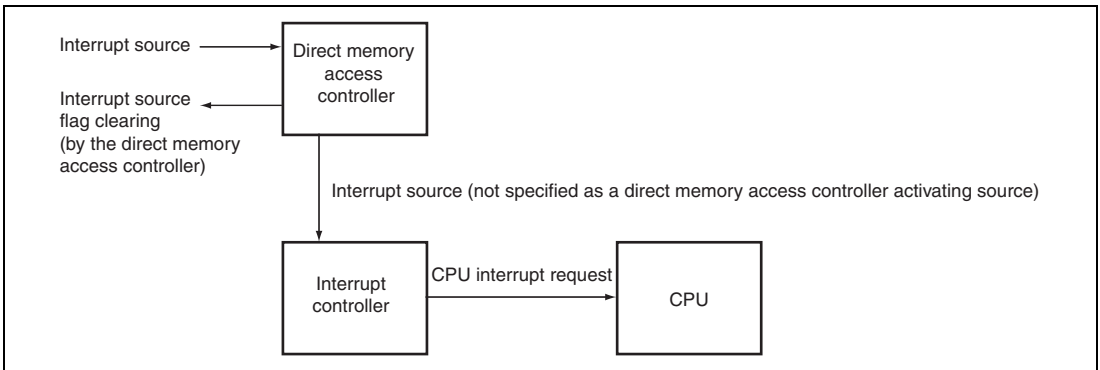 Interrupt source
Direct memory
access
controller
Interrupt source
flag clearing
(by the direct memory
access controller)
Interrupt source (not specified as a direct memory access controller activating source)
Interrupt
controller
CPU interrupt request
CPU